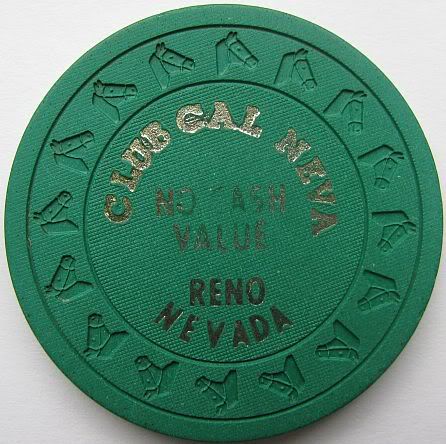 CLUB CAL NEVA
NO CASH
VALUE
RENO
NEVADA